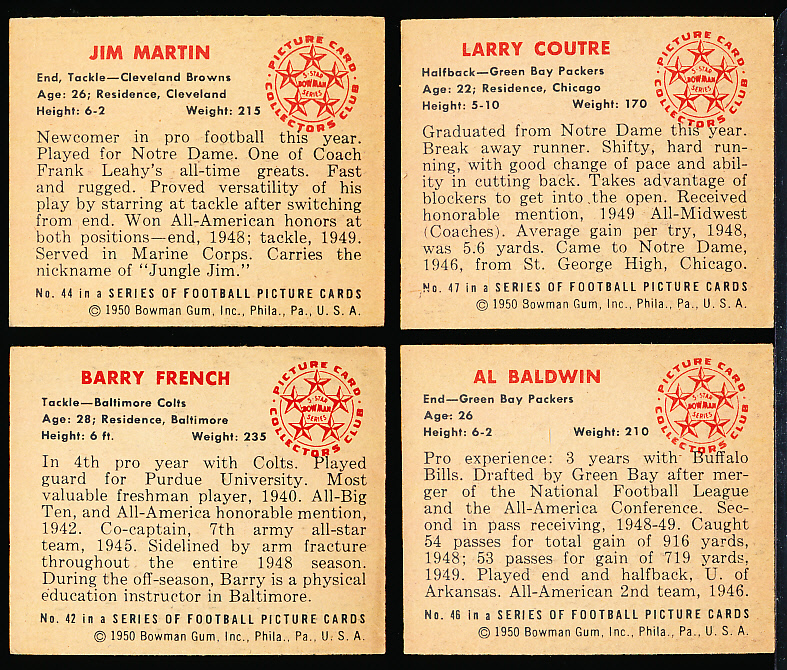 JIM MARTIN
End, Tackle—Cleveland Browns
Age: 26; Residence, Cleveland
Height: 6-2 Weight: 215
PICTURE CARD
COLLECTORS CLUB
5-STAR
BOWMAN
SERIES
Newcomer in pro football this year.
Played for Notre Dame. One of Coach
Frank Leahy's all-time greats. Fast
and rugged. Proved versatility of his
play by starring at tackle after switching
from end. Won All-American honors at
both positions—end, 1948; tackle, 1949.
Served in Marine Corps. Carries the
nickname of "Jungle Jim."
No. 44 in a SERIES OF FOOTBALL PICTURE CARDS
© 1950 Bowman Gum, Inc., Phila., Pa., U. S. A.
LARRY COUTRE
Halfback—Green Bay Packers
Age: 22; Residence, Chicago
Height: 5-10 Weight: 170
PICTURE CARD
COLLECTORS CLUB
5-STAR
BOWMAN
SERIES
Graduated from Notre Dame this year.
Break away runner. Shifty, hard run-
ning, with good change of pace and abil-
ity in cutting back. Takes advantage of
blockers to get into the open. Received
honorable mention, 1949 All-Midwest
(Coaches). Average gain per try, 1948,
was 5.6 yards. Came to Notre Dame,
1946, from St. George High, Chicago.
No. 47 in a SERIES OF FOOTBALL PICTURE CARDS
© 1950 Bowman Gum, Inc., Phila., Pa., U. S. A.
BARRY FRENCH
Tackle—Baltimore Colts
Age: 28; Residence, Baltimore
Height: 6 ft. Weight: 235
PICTURE CARD
COLLECTORS CLUB
5-STAR
BOWMAN
SERIES
In 4th pro year with Colts. Played
guard for Purdue University. Most
valuable freshman player, 1940. All-Big
Ten, and All-America honorable mention,
1942. Co-captain, 7th army all-star
team, 1945. Sidelined by arm fracture
throughout the entire 1948 season.
During the off-season, Barry is a physical
education instructor in Baltimore.
No. 42 in a SERIES OF FOOTBALL PICTURE CARDS
© 1950 Bowman Gum, Inc., Phila., Pa., U. S. A.
AL BALDWIN
End—Green Bay Packers
Age: 26
Height: 6-2 Weight: 210
PICTURE CARD
COLLECTORS CLUB
5-STAR
BOWMAN
SERIES
Pro experience: 3 years with Buffalo
Bills. Drafted by Green Bay after mer-
ger of the National Football League
and the All-America Conference. Sec-
ond in pass receiving, 1948-49. Caught
54 passes for total gain of 916 yards,
1948; 53 passes for gain of 719 yards,
1949. Played end and halfback, U. of
Arkansas. All-American 2nd team, 1946.
No. 46 in a SERIES OF FOOTBALL PICTURE CARDS
© 1950 Bowman Gum, Inc., Phila., Pa., U. S. A.